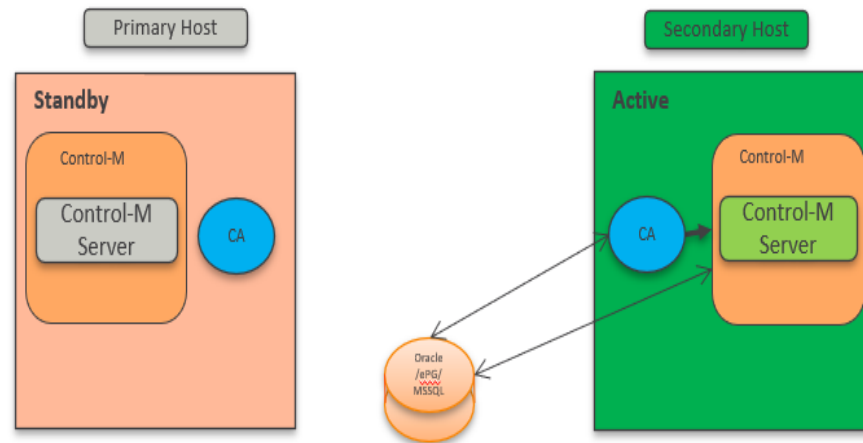 Primary Host
Secondary Host
Standby
Control-M
Control-M
Server
CA
Active
Control-M
Control-M
Server
CA
Oracle
/ePG/
MSSQL